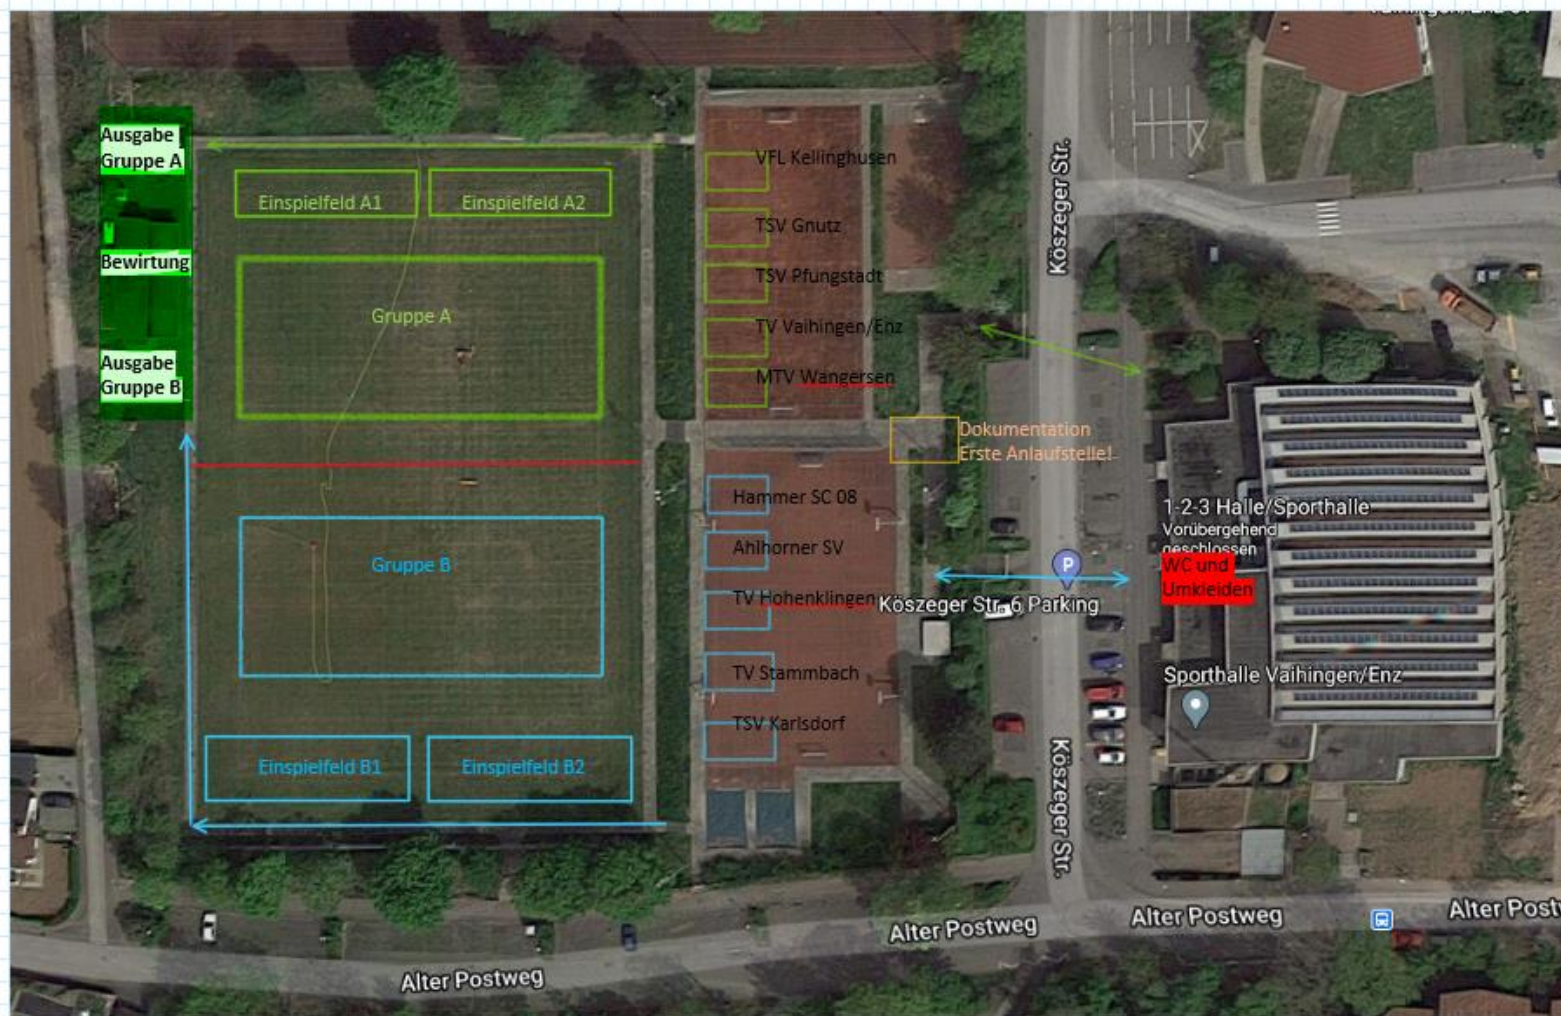 Ausgabe
Gruppe A
Bewirtung
Ausgabe
Gruppe B
Einspielfeld A1
Einspielfeld A2
Gruppe A
Gruppe B
Einspielfeld B1
Einspielfeld B2
VFL Kellinghusen
TSV Gnutz
TSV Pfungstadt
TV Vaihingen/Enz
MTV Wangersen
Dokumentation
Erste Anlaufstelle!
Hammer SC 08
Ahlhorner SV
TV Hohenklingen
TV Stammbach
TSV Karlsdorf
Köszeger Str.
P
Köszeger Str. 6 Parking
Köszeger Str.
1-2-3 Halle/Sporthalle
Vorübergehend
geschlossen
WC und
Umkleiden
Sporthalle Vaihingen/Enz
Alter Postweg
Alter Postweg
Alter Postweg
Alter Postw